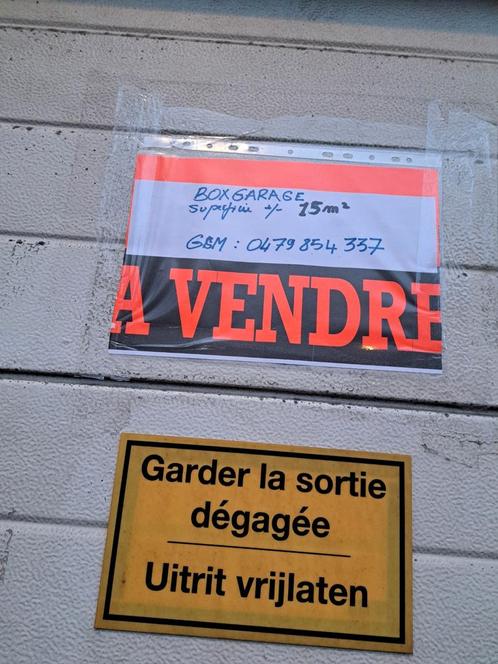 BOXGARAGE
superficie +/- 15m²
GSM : 0479 854 337
A VENDRE
Garder la sortie
dégagée
Uitrit vrijlaten